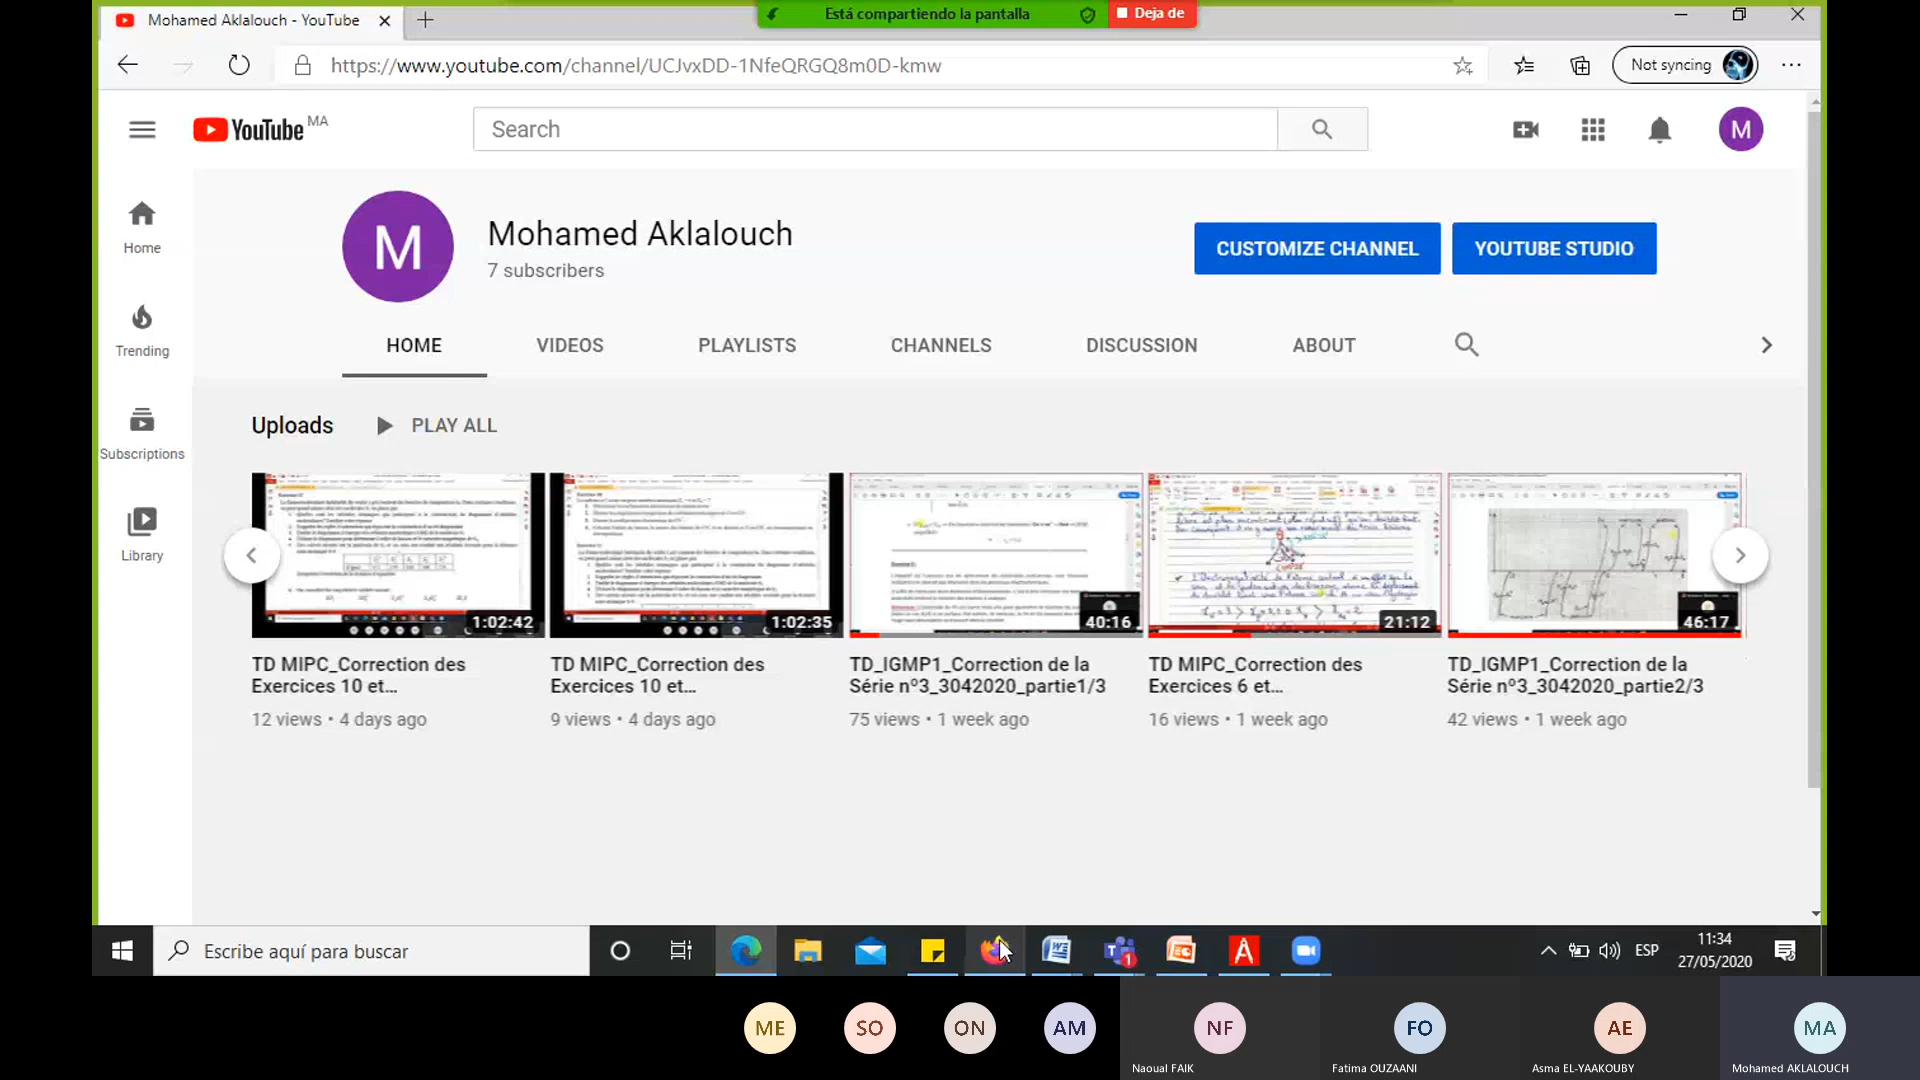 Mohamed Aklalouch - YouTube
Está compartiendo la pantalla
Deja de
https://www.youtube.com/channel/UCJvxDD-1NfeQRGQ8m0D-kmw
Not syncing
YouTube MA
Search
M
Home
Trending
Subscriptions
Library
M
Mohamed Aklalouch
7 subscribers
CUSTOMIZE CHANNEL
YOUTUBE STUDIO
HOME
VIDEOS
PLAYLISTS
CHANNELS
DISCUSSION
ABOUT
Uploads
PLAY ALL
1:02:42
1:02:35
40:16
21:12
46:17
TD MIPC_Correction des
Exercices 10 et...
12 views • 4 days ago
TD MIPC_Correction des
Exercices 10 et...
9 views • 4 days ago
TD_IGMP1_Correction de la
Série nº3_3042020_partie1/3
75 views • 1 week ago
TD MIPC_Correction des
Exercices 6 et...
16 views • 1 week ago
TD_IGMP1_Correction de la
Série nº3_3042020_partie2/3
42 views • 1 week ago
Escribe aquí para buscar
ESP
11:34
27/05/2020
ME
SO
ON
AM
NF
Naoual FAIK
FO
Fatima OUZAANI
AE
Asma EL-YAAKOUBY
MA
Mohamed AKLALOUCH